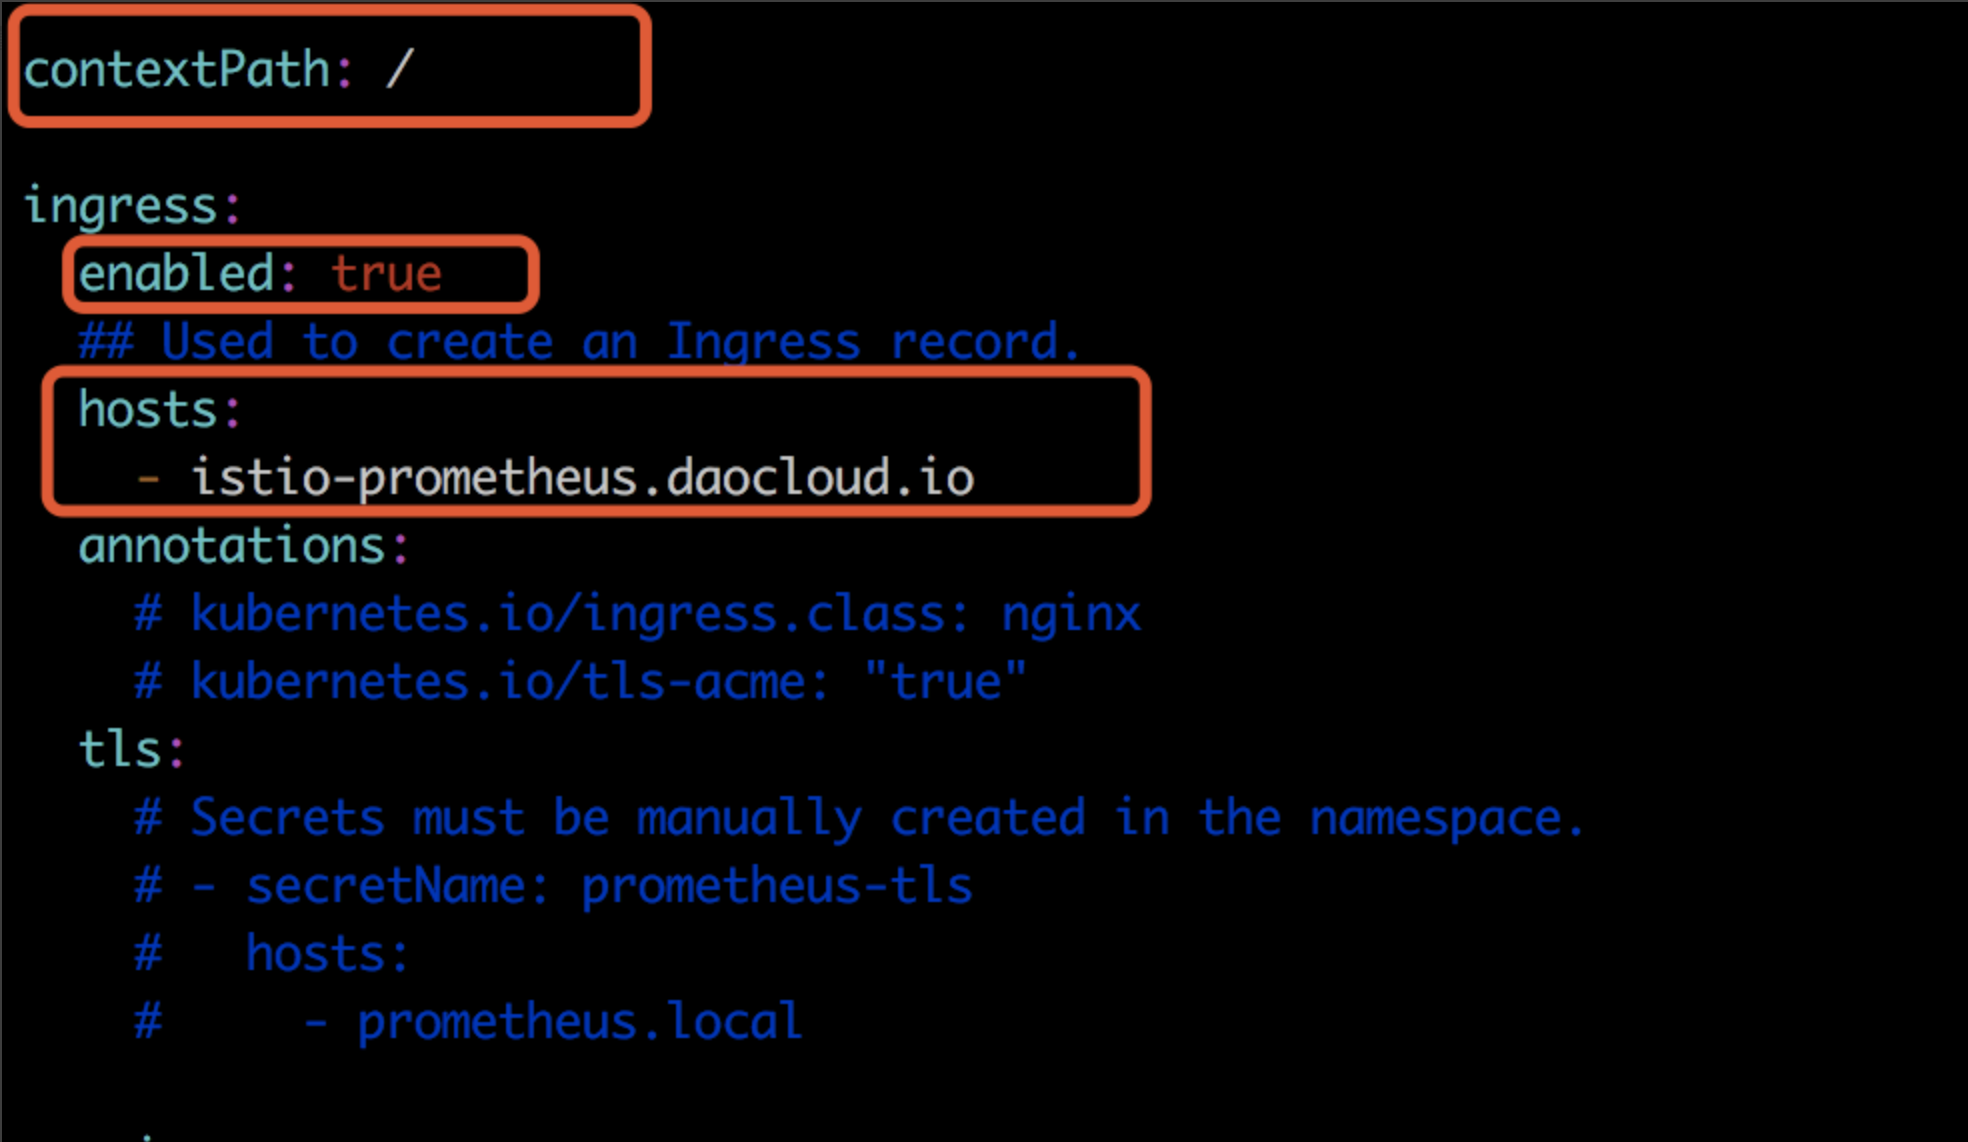 contextPath: /
ingress:
  enabled: true
  ## Used to create an Ingress record.
  hosts:
    - istio-prometheus.daocloud.io
  annotations:
    # kubernetes.io/ingress.class: nginx
    # kubernetes.io/tls-acme: "true"
  tls:
    # Secrets must be manually created in the namespace.
    # - secretName: prometheus-tls
    #   hosts:
    #     - prometheus.local